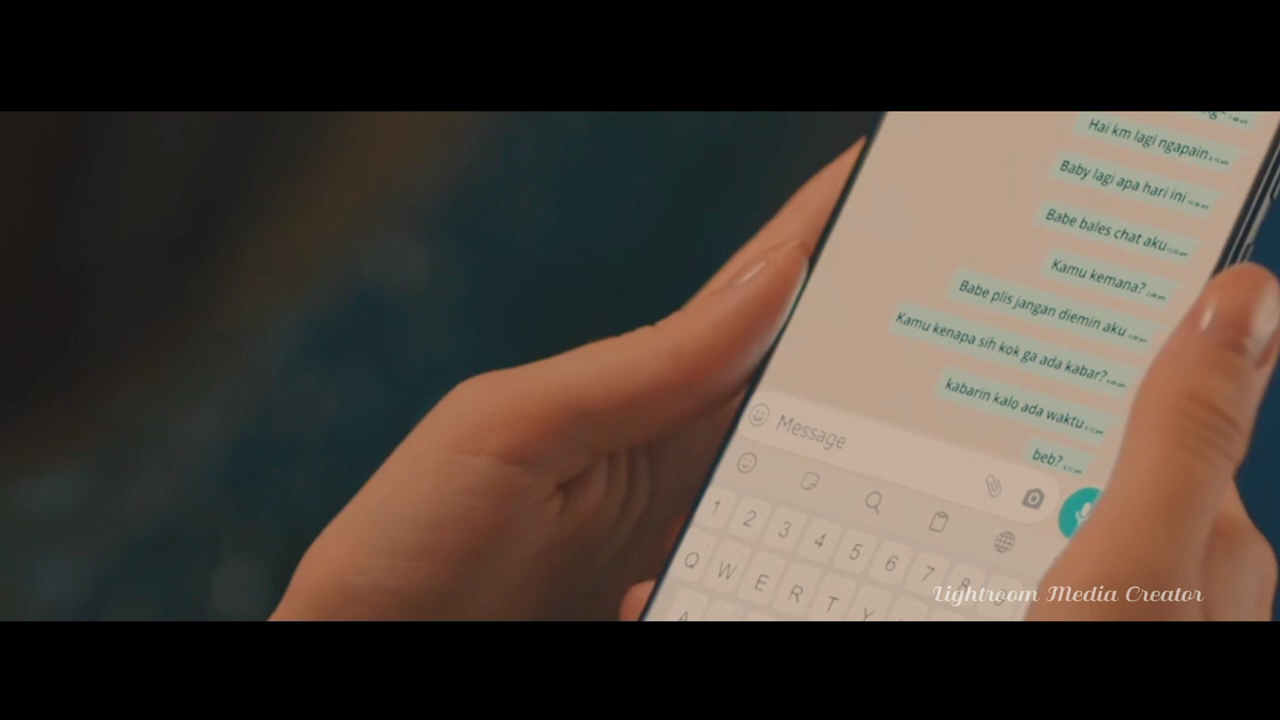 Hai km lagi ngapain
Baby lagi apa hari ini
Babe bales chat aku
Kamu kemana?
Babe plis jangan diemin aku
Kamu kenapa sih kok ga ada kabar?
kabarin kalo ada waktu
beb?
Message
1 2 3 4 5 6 7 8 9
Q W E R T Y
A
Lightroom Media Creator